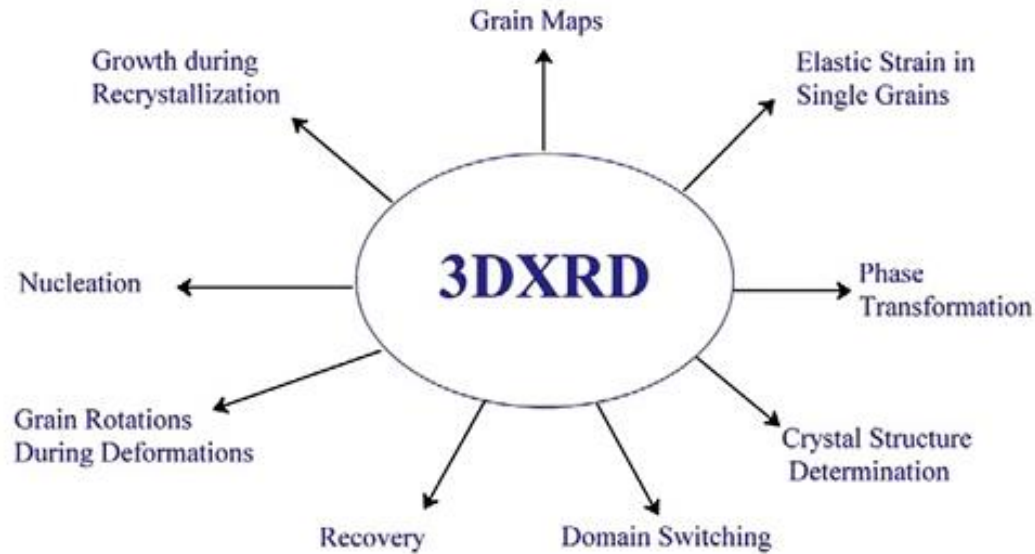 Grain Maps
Growth during
Recrystallization
Elastic Strain in
Single Grains
3DXRD
Nucleation
Phase
Transformation
Grain Rotations
During Deformations
Crystal Structure
Determination
Recovery
Domain Switching